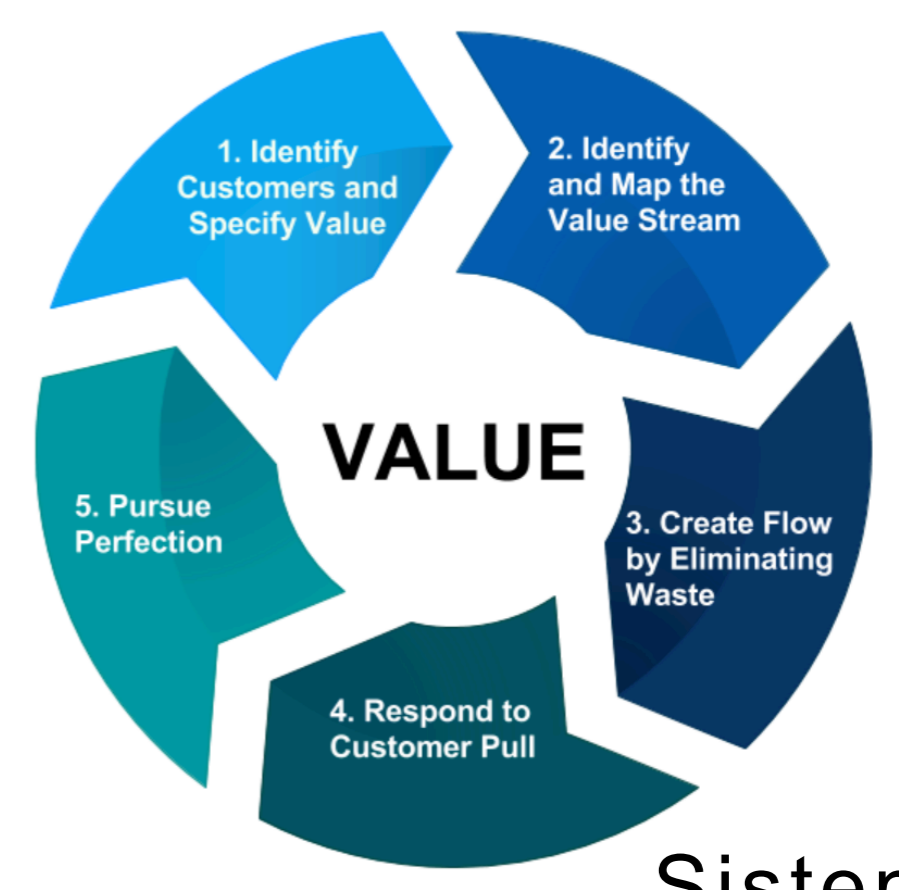 1. Identify
Customers and
Specify Value
2. Identify
and Map the
Value Stream
3. Create Flow
by Eliminating
Waste
4. Respond to
Customer Pull
5. Pursue
Perfection
VALUE